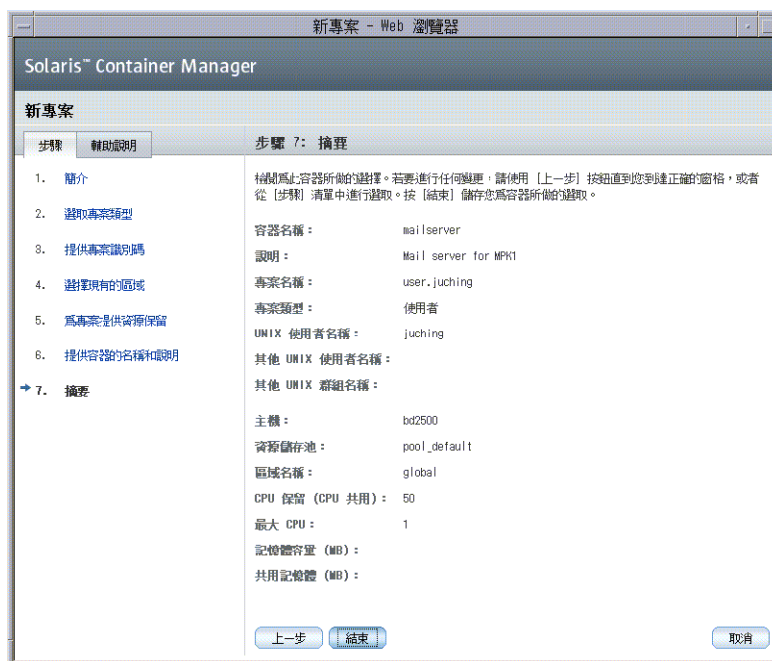 新專案 - Web 瀏覽器
Solaris™ Container Manager
新專案
步驟
輔助說明
1. 簡介
2. 選取專案類型
3. 提供專案識別碼
4. 選擇現有的區域
5. 為專案提供資源保留
6. 提供容器的名稱和說明
7. 摘要
步驟 7: 摘要
檢閱為此容器所做的選擇。若要進行任何變更,請使用 [上一步] 按鈕直到您到達正確的窗格,或者
從 [步驟] 清單中進行選取。按 [結束] 儲存您為容器所做的選取。
容器名稱: mailserver
說明: Mail server for MPK1
專案名稱: user.juching
專案類型: 使用者
UNIX 使用者名稱: juching
其他 UNIX 使用者名稱:
其他 UNIX 群組名稱:
主機: bd2500
資源儲存池: pool_default
區域名稱: global
CPU 保留 (CPU 共用): 50
最大 CPU: 1
記憶體容量 (MB):
共用記憶體 (MB):
上一步
結束
取消